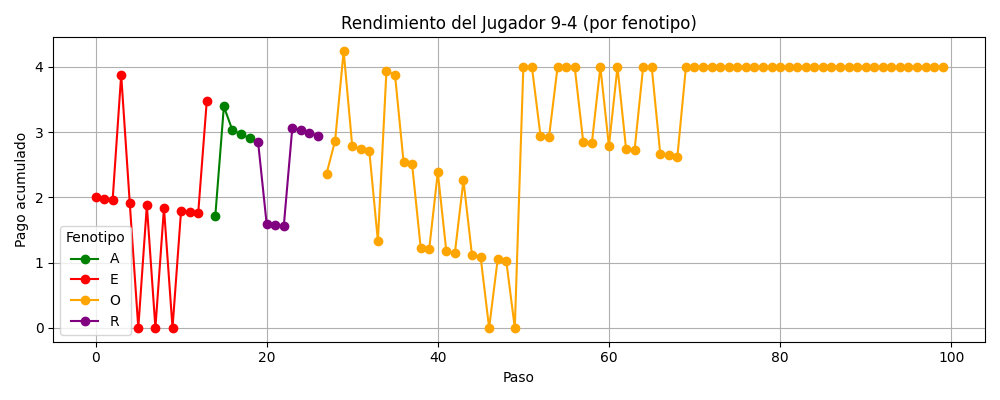 Rendimiento del Jugador 9-4 (por fenotipo)
Pago acumulado
4
3
2
1
0
Fenotipo
A
E
O
R
0 20 40 60 80 100
Paso